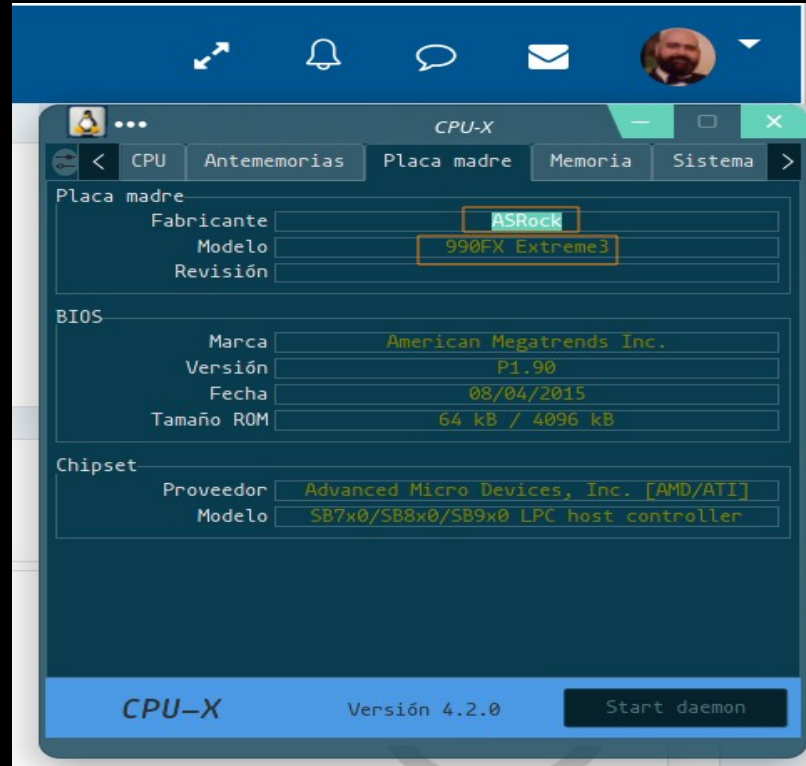 CPU-X
CPU Antememorias Placa madre Memoria Sistema
Placa madre
Fabricante ASRock
Modelo 990FX Extreme3
Revisión
BIOS
Marca American Megatrends Inc.
Versión P1.90
Fecha 08/04/2015
Tamaño ROM 64 kB / 4096 kB
Chipset
Proveedor Advanced Micro Devices, Inc. [AMD/ATI]
Modelo SB7x0/SB8x0/SB9x0 LPC host controller
CPU–X Versión 4.2.0 Start daemon